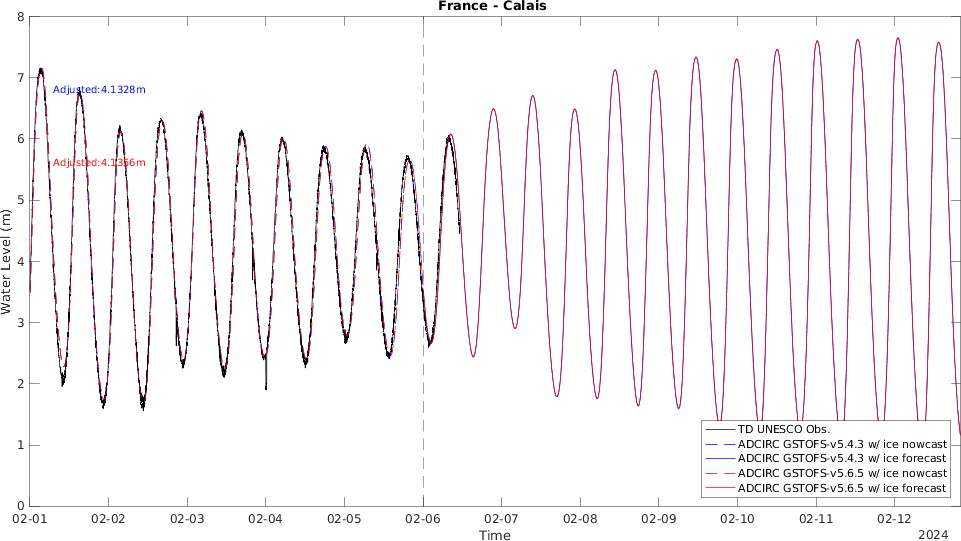 France - Calais
8
7
6
5
4
3
2
1
0
Water Level (m)
Adjusted:4.1328m
Adjusted:4.1356m
TD UNESCO Obs.
ADCIRC GSTOFS-v5.4.3 w/ ice nowcast
ADCIRC GSTOFS-v5.4.3 w/ ice forecast
ADCIRC GSTOFS-v5.6.5 w/ ice nowcast
ADCIRC GSTOFS-v5.6.5 w/ ice forecast
02-01 02-02 02-03 02-04 02-05 02-06 02-07 02-08 02-09 02-10 02-11 02-12
Time
2024